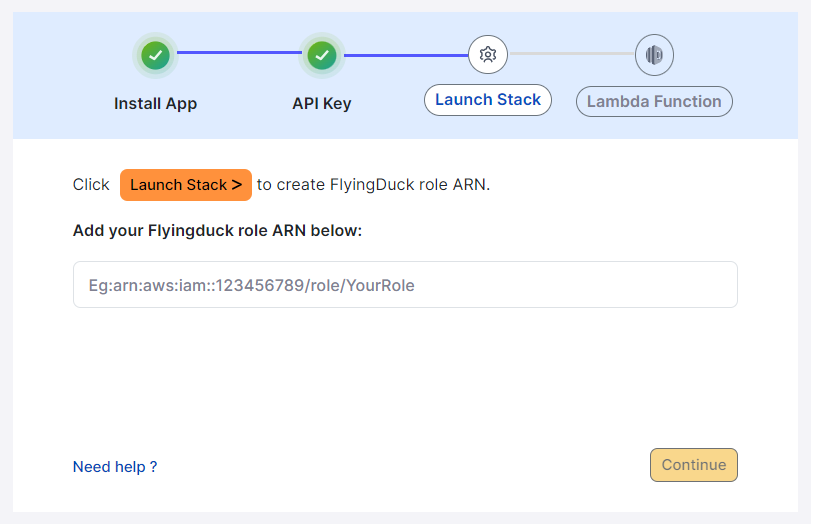 Install App
API Key
Launch Stack
Lambda Function
Click Launch Stack > to create FlyingDuck role ARN.
Add your Flyingduck role ARN below:
Eg:arn:aws:iam::123456789/role/YourRole
Need help ?
Continue